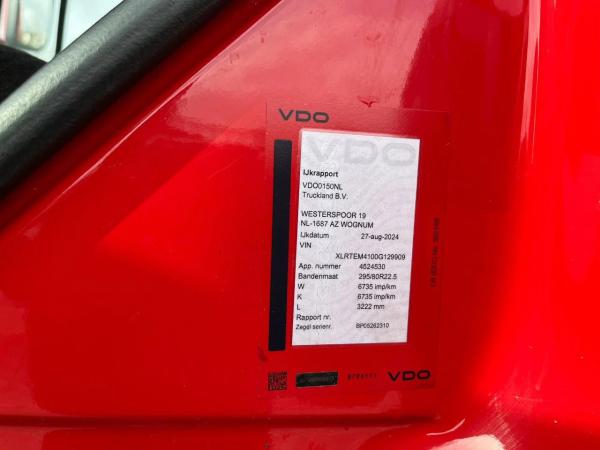 VDO
VDO
IJkrapport
VDO0150NL
Truckland B.V.
WESTERSPOOR 19
NL-1687 AZ WOGNUM
IJkdatum 27-aug-2024
VIN
XLRTEM4100G129909
App. nummer 4524530
Bandenmaat 295/80R22.5
W 6735 imp/km
K 6735 imp/km
L 3222 mm
Rapport nr.
Zegel serienr. BP05262310
VDO